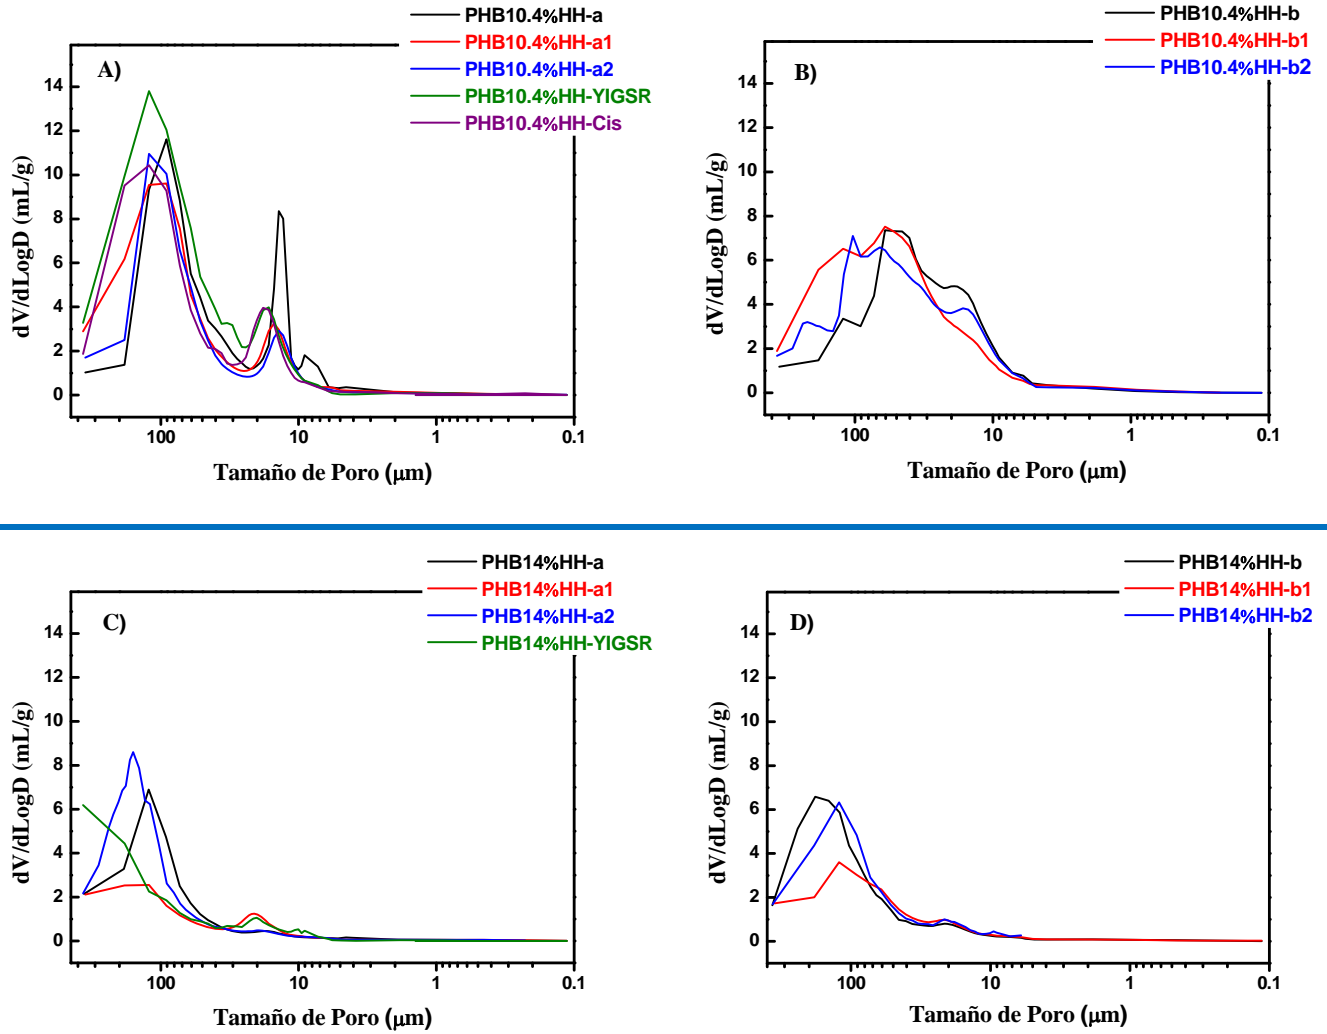 PHB10.4%HH-a
PHB10.4%HH-a1
PHB10.4%HH-a2
PHB10.4%HH-YIGSR
PHB10.4%HH-Cis
A)
14
12
10
8
6
4
2
0
dV/dLogD (mL/g)
100
10
1
0.1
Tamaño de Poro (μm)
PHB10.4%HH-b
PHB10.4%HH-b1
PHB10.4%HH-b2
B)
14
12
10
8
6
4
2
0
dV/dLogD (mL/g)
100
10
1
0.1
Tamaño de Poro (μm)
PHB14%HH-a
PHB14%HH-a1
PHB14%HH-a2
PHB14%HH-YIGSR
C)
14
12
10
8
6
4
2
0
dV/dLogD (mL/g)
100
10
1
0.1
Tamaño de Poro (μm)
PHB14%HH-b
PHB14%HH-b1
PHB14%HH-b2
D)
14
12
10
8
6
4
2
0
dV/dLogD (mL/g)
100
10
1
0.1
Tamaño de Poro (μm)